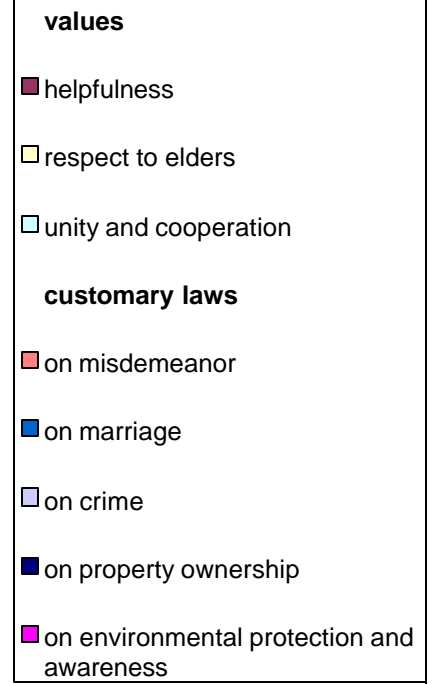 values
helpfulness
respect to elders
unity and cooperation
customary laws
on misdemeanor
on marriage
on crime
on property ownership
on environmental protection and
awareness